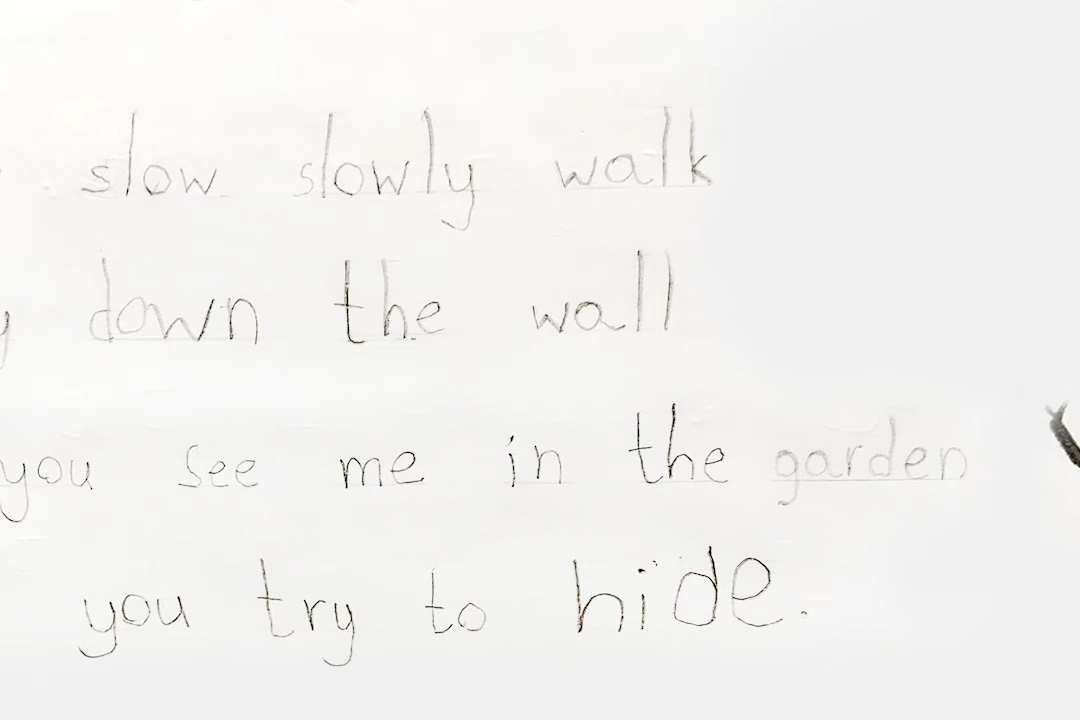 slow slowly walk
down the wall
you see me in the garden
you try to hide.